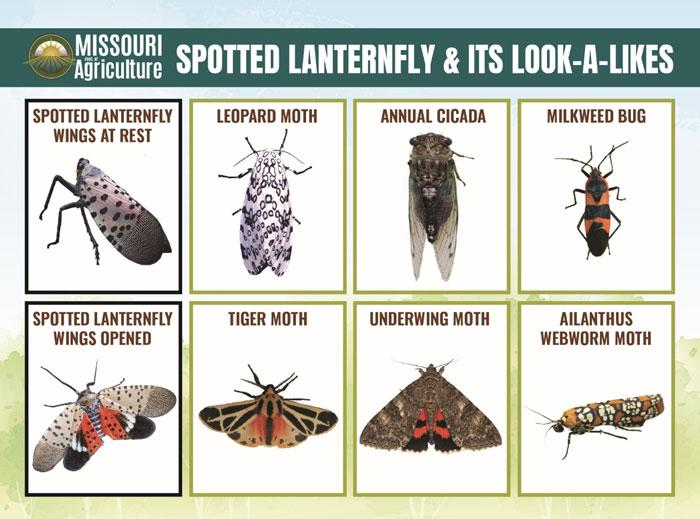 MISSOURI
Dept. of
Agriculture
SPOTTED LANTERNFLY & ITS LOOK-A-LIKES
SPOTTED LANTERNFLY
WINGS AT REST
LEOPARD MOTH
ANNUAL CICADA
MILKWEED BUG
SPOTTED LANTERNFLY
WINGS OPENED
TIGER MOTH
UNDERWING MOTH
AILANTHUS
WEBWORM MOTH